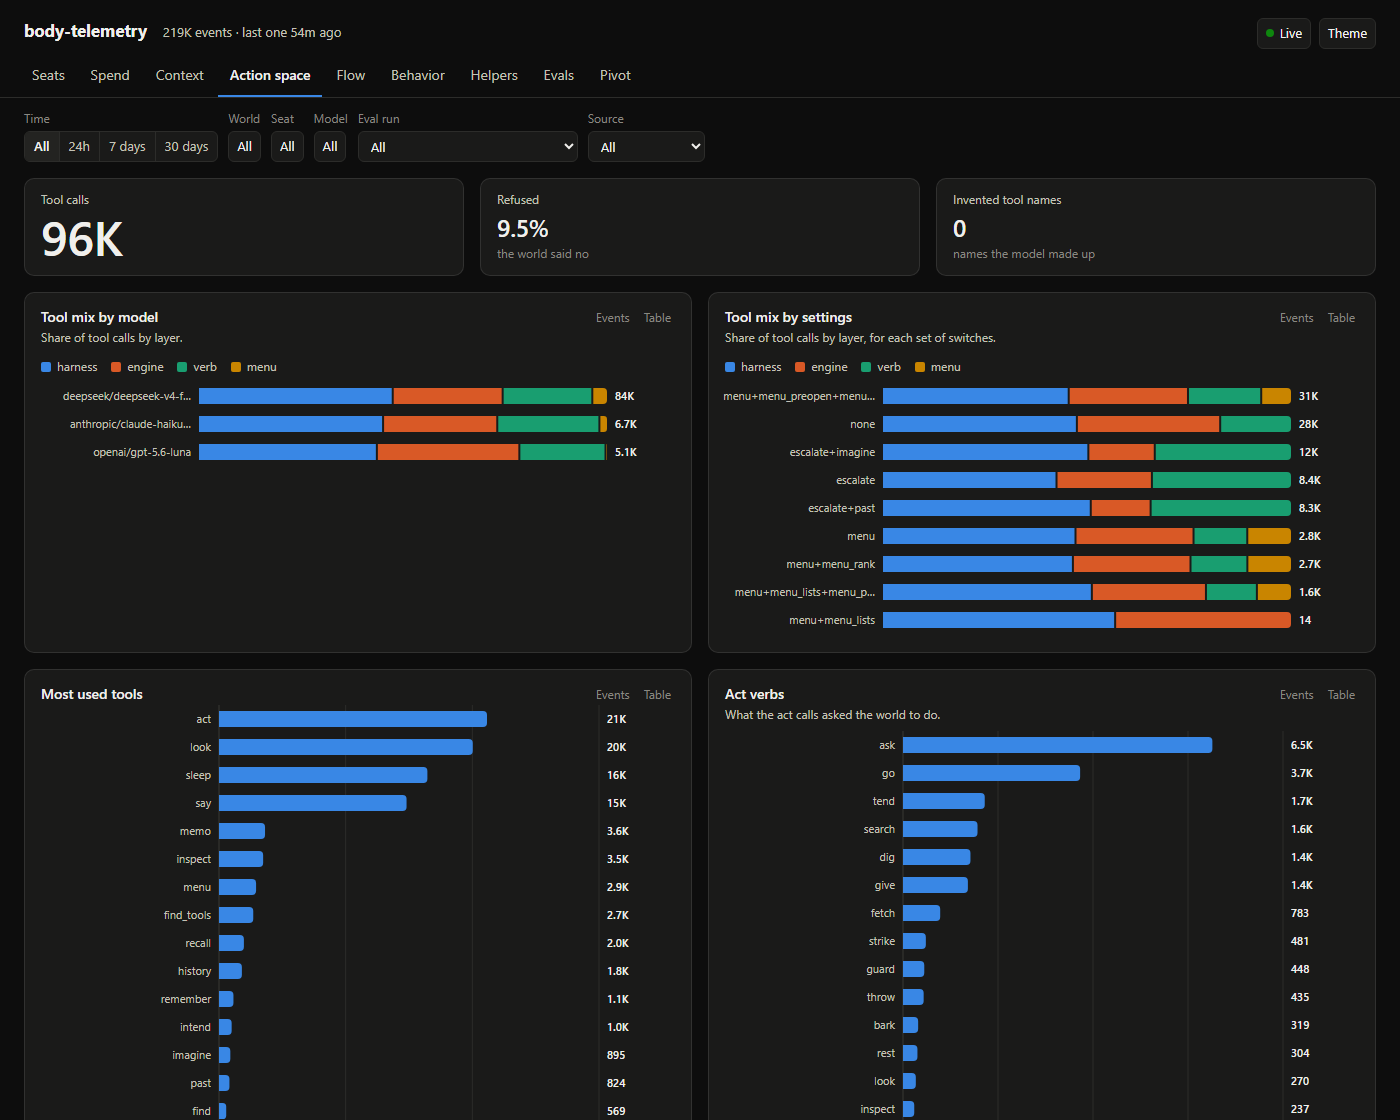 body-telemetry 219K events · last one 54m ago
Live Theme
Seats Spend Context Action space Flow Behavior Helpers Evals Pivot
Time World Seat Model Eval run Source
All 24h 7 days 30 days All All All All All
Tool calls
96K
Refused
9.5%
the world said no
Invented tool names
0
names the model made up
Tool mix by model
Events Table
Share of tool calls by layer.
harness engine verb menu
deepseek/deepseek-v4-f... 84K
anthropic/claude-haiku... 6.7K
openai/gpt-5.6-luna 5.1K
Tool mix by settings
Events Table
Share of tool calls by layer, for each set of switches.
harness engine verb menu
menu+menu_preopen+menu... 31K
none 28K
escalate+imagine 12K
escalate 8.4K
escalate+past 8.3K
menu 2.8K
menu+menu_rank 2.7K
menu+menu_lists+menu_p... 1.6K
menu+menu_lists 14
Most used tools
Events Table
act 21K
look 20K
sleep 16K
say 15K
memo 3.6K
inspect 3.5K
menu 2.9K
find_tools 2.7K
recall 2.0K
history 1.8K
remember 1.1K
intend 1.0K
imagine 895
past 824
find 569
Act verbs
Events Table
What the act calls asked the world to do.
ask 6.5K
go 3.7K
tend 1.7K
search 1.6K
dig 1.4K
give 1.4K
fetch 783
strike 481
guard 448
throw 435
bark 319
rest 304
look 270
inspect 237